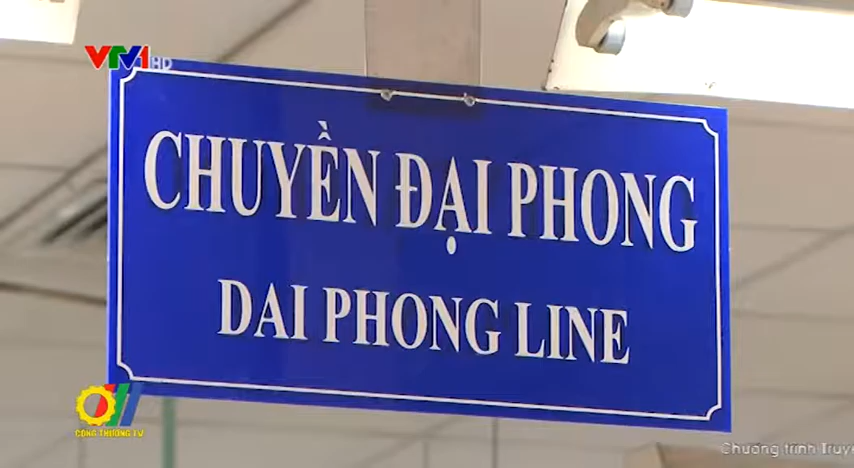 VTV1 HD
CHUYỀN ĐẠI PHONG
DAI PHONG LINE
CÔNG THƯƠNG TV
Chương trình Truyề